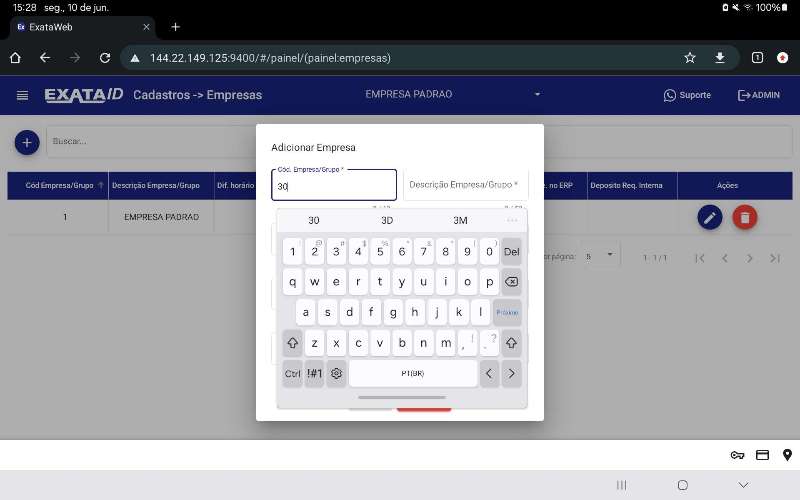 15:28 seg., 10 de jun.
100%
Ex ExataWeb
144.22.149.125:9400/#/painel/(painel:empresas)
1
EXATA ID Cadastros -> Empresas
EMPRESA PADRAO
Suporte
ADMIN
Buscar...
Cód Empresa/Grupo
Descrição Empresa/Grupo
Dif. horário
no ERP
Deposito Req. Interna
Ações
1
EMPRESA PADRAO
or página: 5
1 - 1 / 1
Adicionar Empresa
Cód. Empresa/Grupo *
30
Descrição Empresa/Grupo *
30 3D 3M ...
1 2 3 4 5 6 7 8 9 0 Del
@ # $ % ^ & * ( )
q w e r t y u i o p
a s d f g h j k l Próximo
z x c v b n m , ! . ?
Ctrl !#1 PT(BR) < >